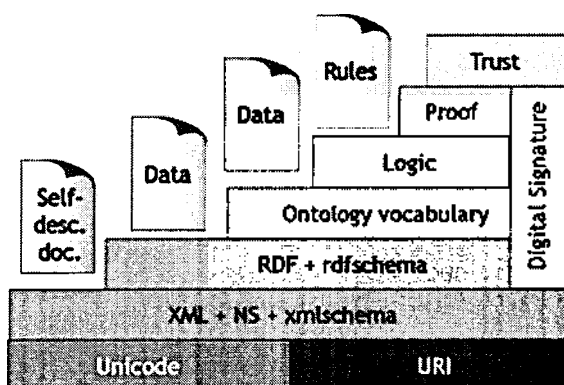 Rules
Trust
Data
Proof
Data
Logic
Self-
desc.
doc.
Ontology vocabulary
Digital Signature
RDF + rdfschema
XML + NS + xmlschema
Unicode
URI